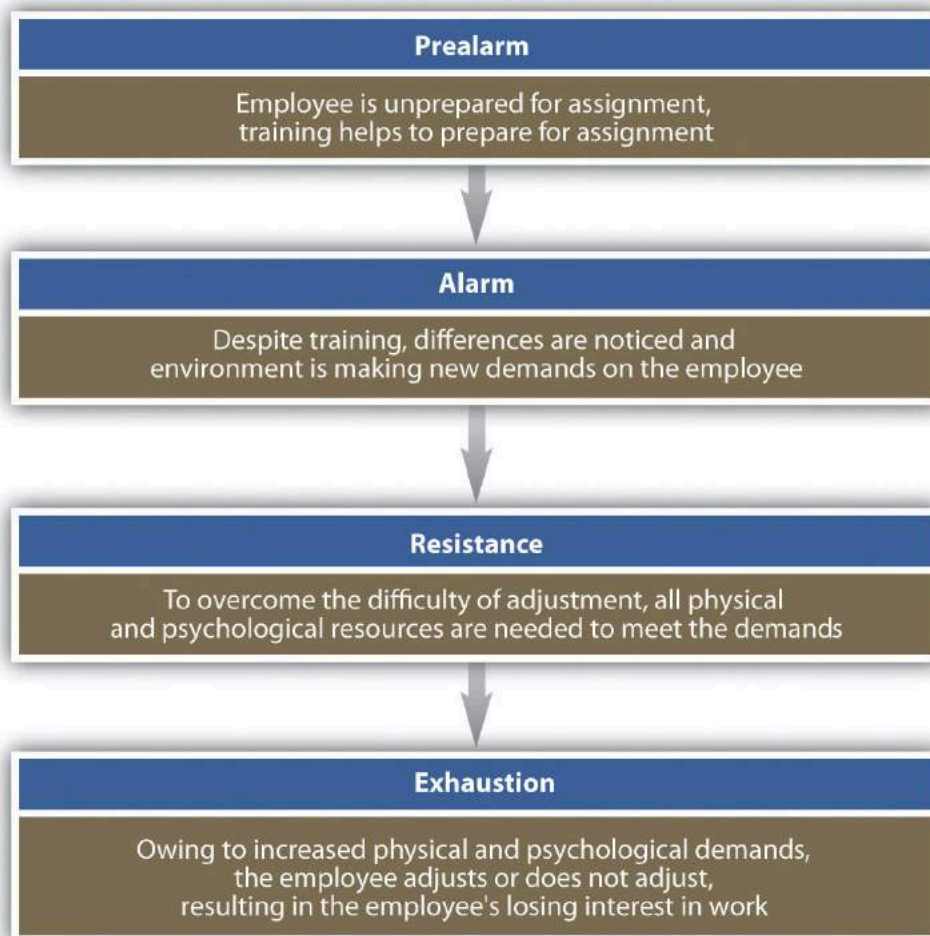 Prealarm
Employee is unprepared for assignment,
training helps to prepare for assignment
Alarm
Despite training, differences are noticed and
environment is making new demands on the employee
Resistance
To overcome the difficulty of adjustment, all physical
and psychological resources are needed to meet the demands
Exhaustion
Owing to increased physical and psychological demands,
the employee adjusts or does not adjust,
resulting in the employee's losing interest in work